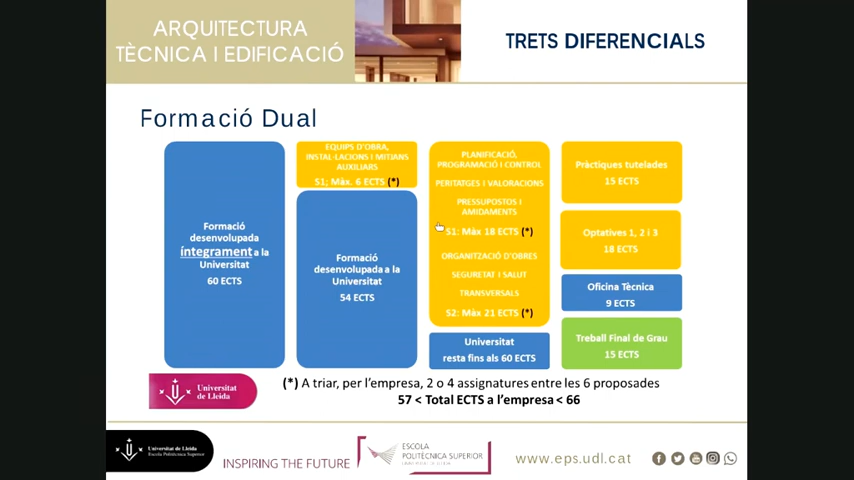 ARQUITECTURA
TÈCNICA I EDIFICACIÓ
TRETS DIFERENCIALS
Formació Dual
Formació
desenvolupada
íntegrament a la
Universitat
60 ECTS
EQUIPS D'OBRA,
INSTAL·LACIONS I MITJANS
AUXILIARS
S1; Màx. 6 ECTS (*)
Formació
desenvolupada a la
Universitat
54 ECTS
PLANIFICACIÓ,
PROGRAMACIÓ I CONTROL
PERITATGES I VALORACIONS
PRESSUPOSTOS I
AMIDAMENTS
S1: Màx 18 ECTS (*)
ORGANITZACIÓ D'OBRES
SEGURETAT I SALUT
TRANSVERSALS
S2: Màx 21 ECTS (*)
Universitat
resta fins als 60 ECTS
Pràctiques tutelades
15 ECTS
Optatives 1, 2 i 3
18 ECTS
Oficina Tècnica
9 ECTS
Treball Final de Grau
15 ECTS
Universitat
de Lleida
(*) A triar, per l'empresa, 2 o 4 assignatures entre les 6 proposades
57 < Total ECTS a l'empresa < 66
Universitat de Lleida
Escola Politècnica Superior
INSPIRING THE FUTURE
ESCOLA
POLITÈCNICA SUPERIOR
www.eps.udl.cat